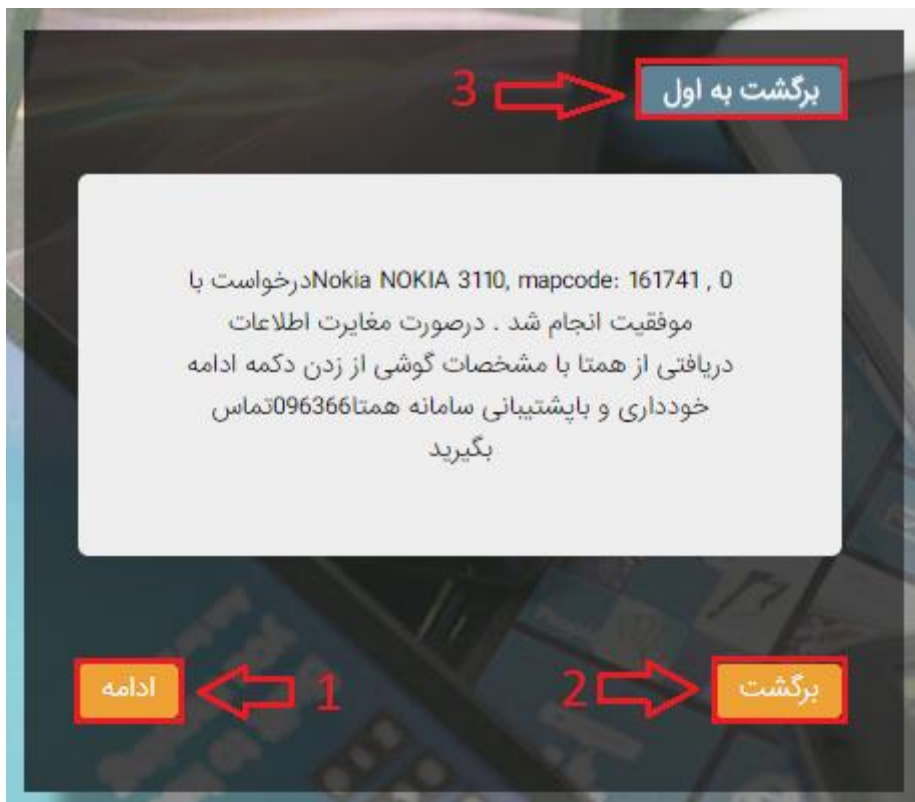 برگشت به اول
3
Nokia NOKIA 3110, mapcode: 161741 , 0درخواست با
موفقیت انجام شد . درصورت مغایرت اطلاعات
دریافتی از همتا با مشخصات گوشی از زدن دکمه ادامه
خودداری و باپشتیبانی سامانه همتا096366تماس
بگیرید
برگشت
2
1
ادامه